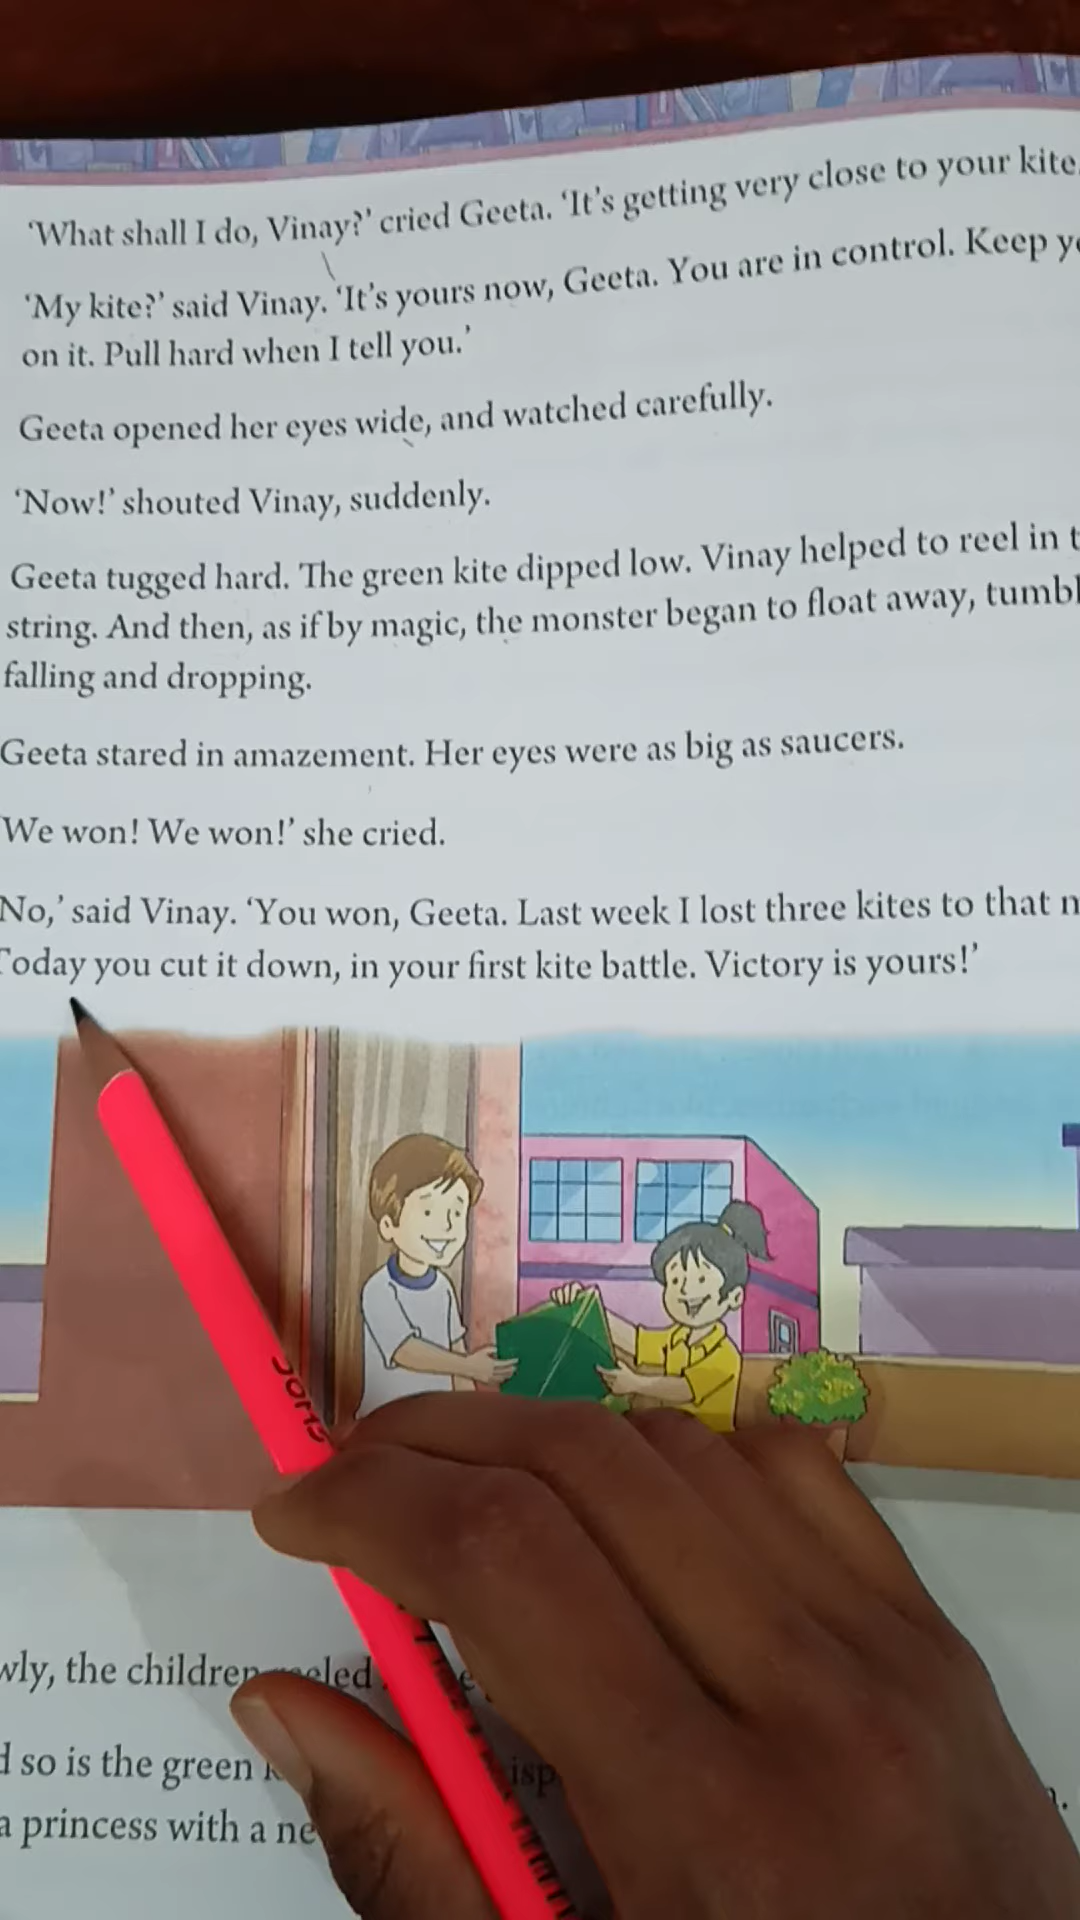 ‘What shall I do, Vinay?’ cried Geeta. ‘It’s getting very close to your kite.
‘My kite?’ said Vinay. ‘It’s yours now, Geeta. You are in control. Keep
on it. Pull hard when I tell you.’
Geeta opened her eyes wide, and watched carefully.
‘Now!’ shouted Vinay, suddenly.
Geeta tugged hard. The green kite dipped low. Vinay helped to reel in
string. And then, as if by magic, the monster began to float away,
falling and dropping.
Geeta stared in amazement. Her eyes were as big as saucers.
We won! We won!’ she cried.
No,’ said Vinay. ‘You won, Geeta. Last week I lost three kites to that
Today you cut it down, in your first kite battle. Victory is yours!’
the children
so is the green
a princess with a